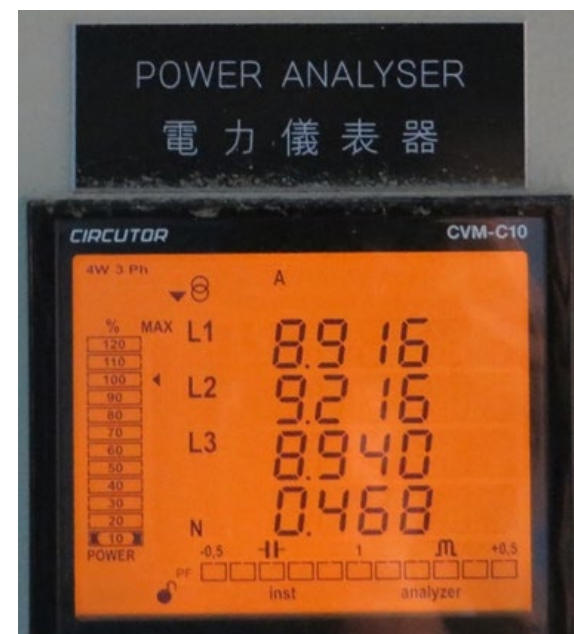 POWER ANALYSER
電力儀表器
CIRCUTOR CVM-C10
4W 3 Ph
A
% MAX L1 8.916
120
110
100
L2 9.216
90
80
70
L3 8.940
60
50
40
30
20
N 0.468
10
POWER
-0,5 1 +0,5
PF
inst analyzer